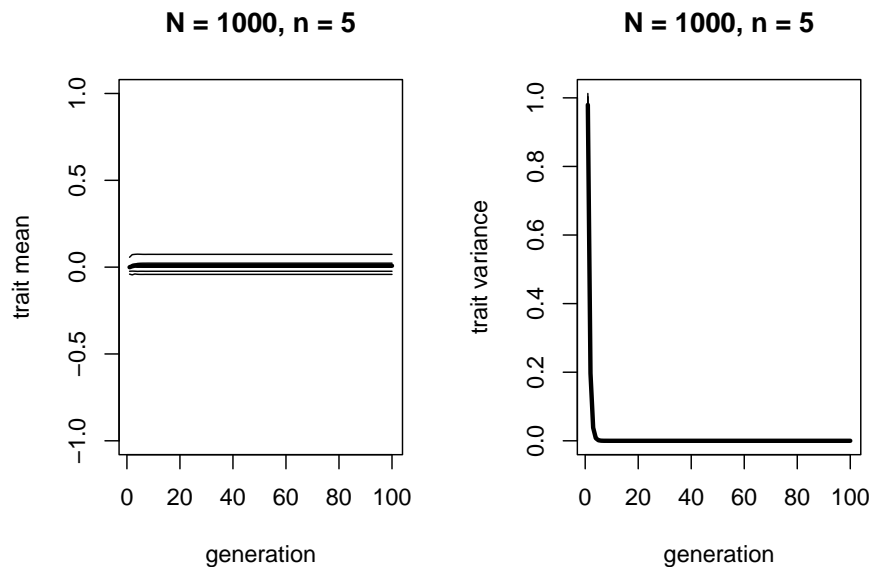 N = 1000, n = 5
trait mean
1.0
0.5
0.0
−0.5
−1.0
0 20 40 60 80 100
generation
N = 1000, n = 5
trait variance
1.0
0.8
0.6
0.4
0.2
0.0
0 20 40 60 80 100
generation